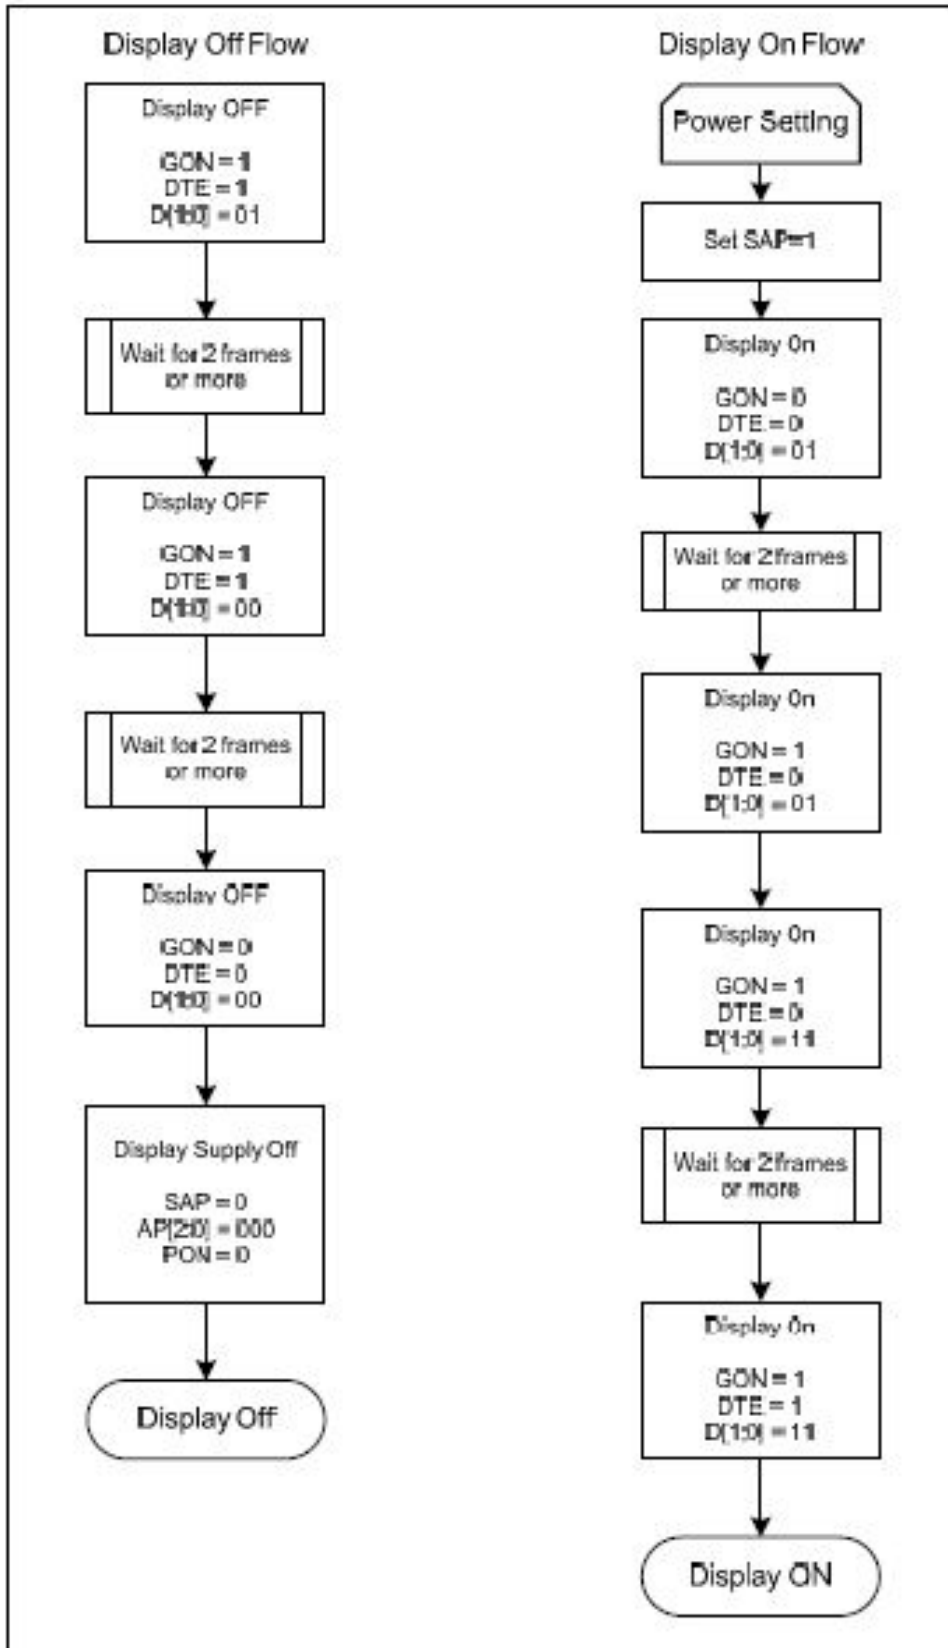 Display Off Flow
Display OFF
GON = 1
DTE = 1
D[1:0] = 01
Wait for 2 frames
or more
Display OFF
GON = 1
DTE = 1
D[1:0] = 00
Wait for 2 frames
or more
Display OFF
GON = 0
DTE = 0
D[1:0] = 00
Display Supply Off
SAP = 0
AP[2:0] = 000
PON = 0
Display Off
Display On Flow
Power Setting
Set SAP=1
Display On
GON = 0
DTE = 0
D[1:0] = 01
Wait for 2 frames
or more
Display On
GON = 1
DTE = 0
D[1:0] = 01
Display On
GON = 1
DTE = 0
D[1:0] = 11
Wait for 2 frames
or more
Display On
GON = 1
DTE = 1
D[1:0] = 11
Display ON